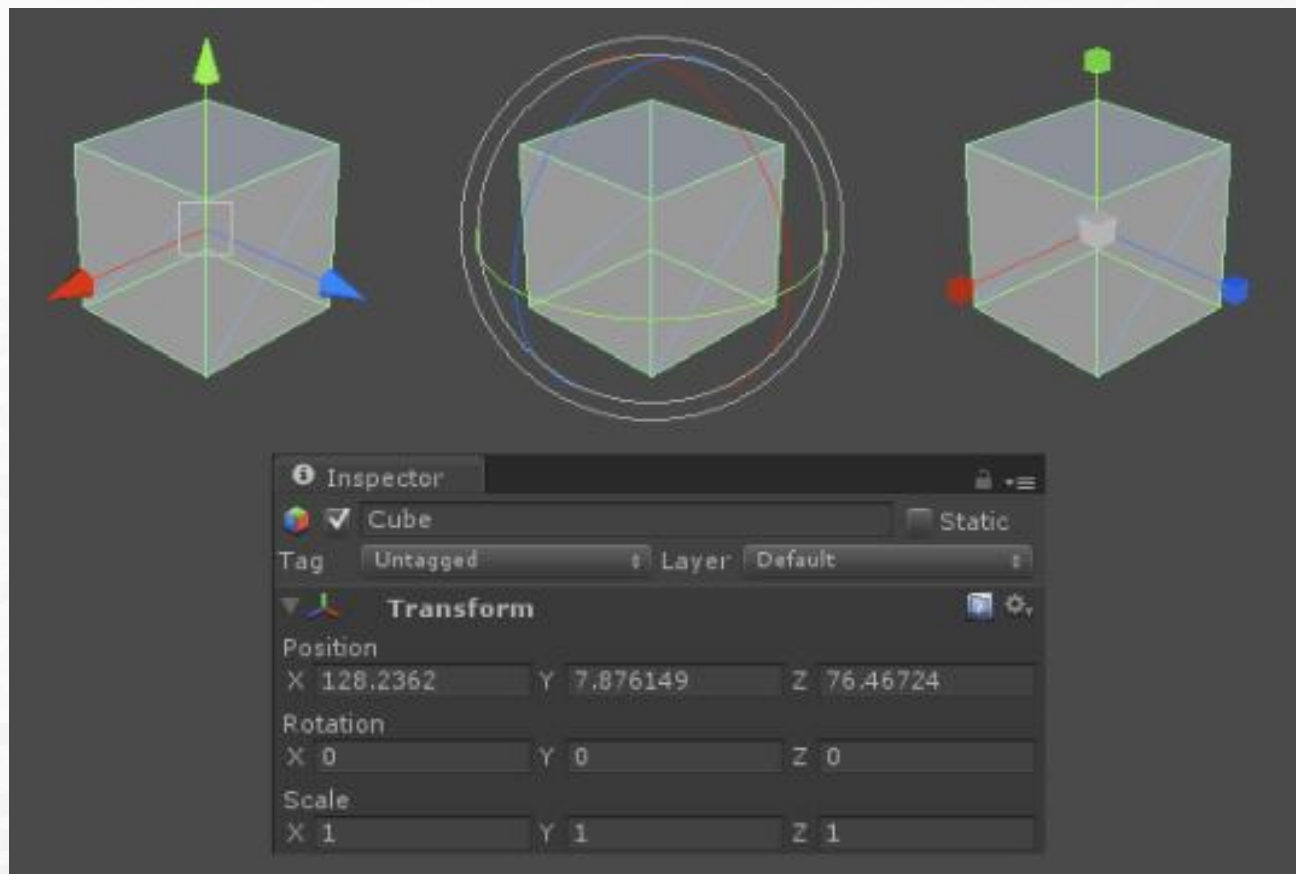 Inspector
Cube Static
Tag Untagged Layer Default
Transform
Position
X 128.2362 Y 7.876149 Z 76.46724
Rotation
X 0 Y 0 Z 0
Scale
X 1 Y 1 Z 1